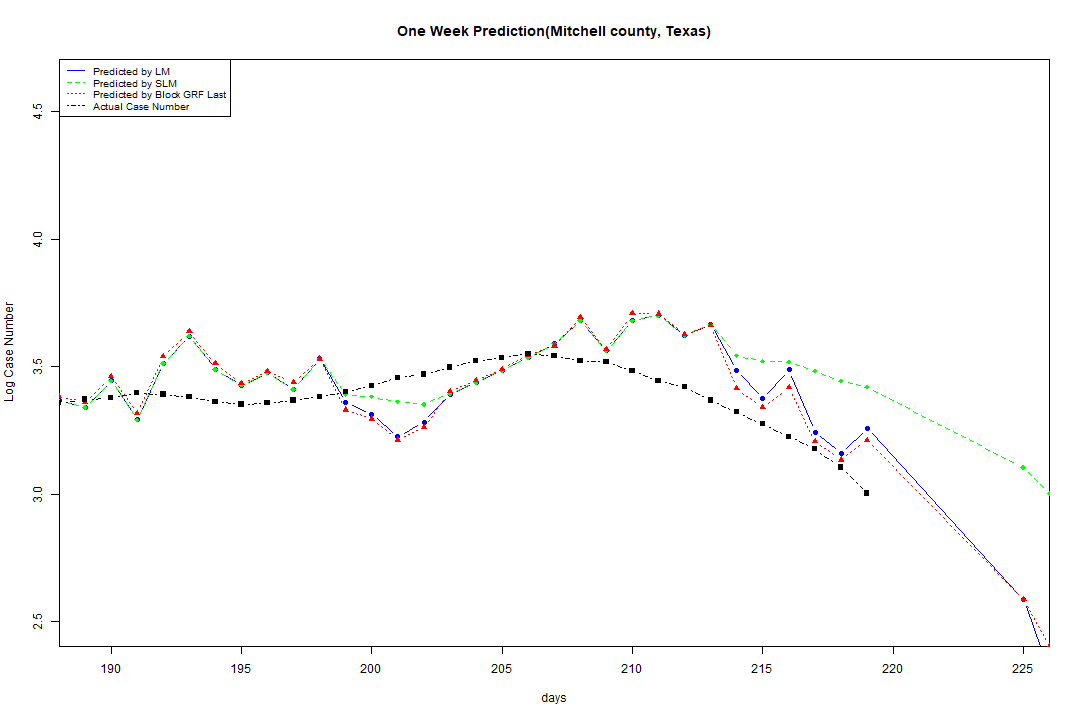 One Week Prediction(Mitchell county, Texas)
Predicted by LM
Predicted by SLM
Predicted by Block GRF Last
Actual Case Number
4.5
4.0
3.5
3.0
2.5
Log Case Number
190 195 200 205 210 215 220 225
days